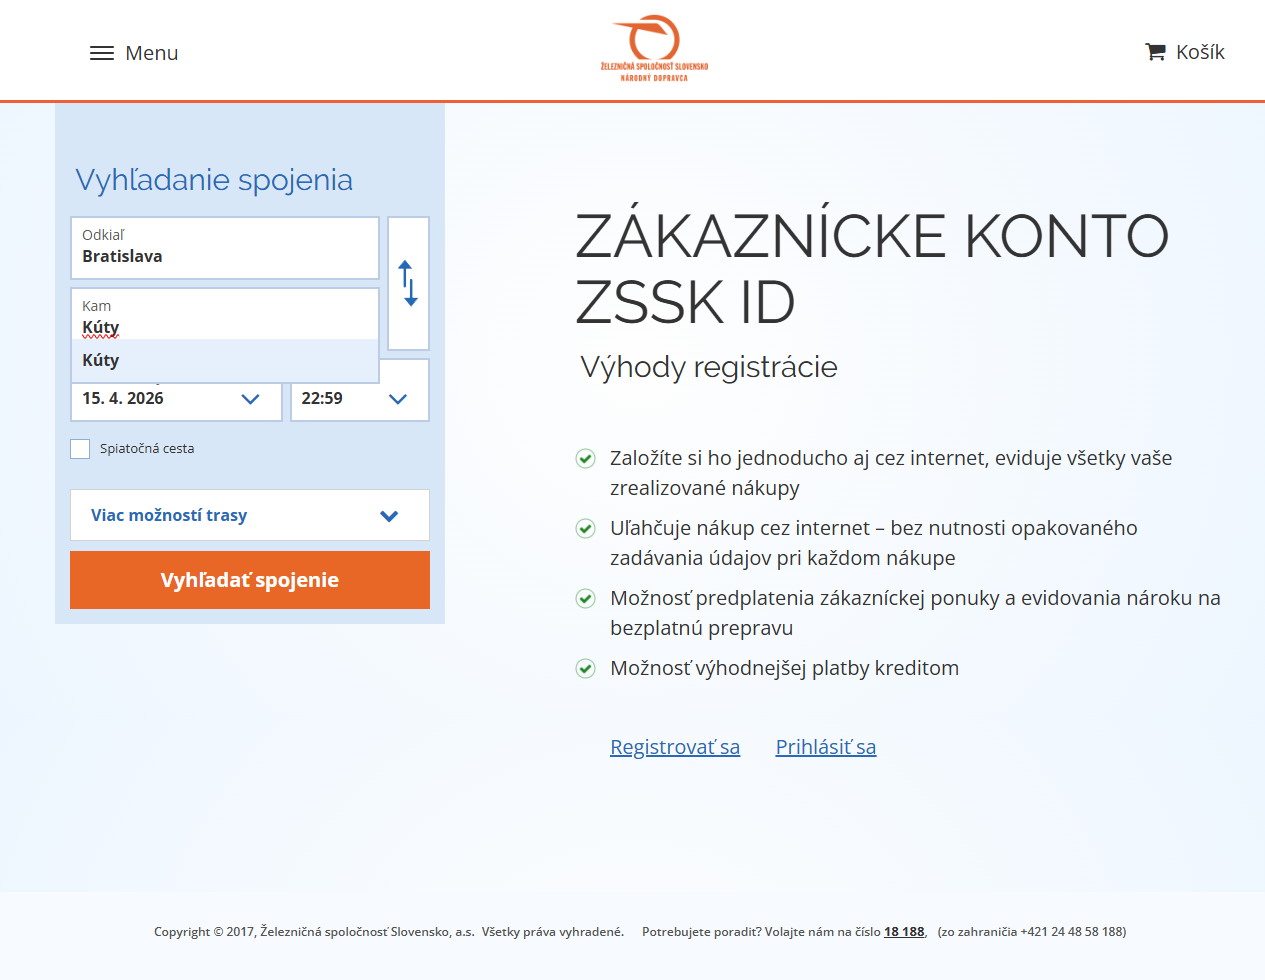 Menu
ŽELEZNIČNÁ SPOLOČNOSŤ SLOVENSKO
NÁRODNÝ DOPRAVCA
Košík
Vyhľadanie spojenia
Odkiaľ
Bratislava
Kam
Kúty
Kúty
15. 4. 2026
22:59
Spiatočná cesta
Viac možností trasy
Vyhľadať spojenie
ZÁKAZNÍCKE KONTO
ZSSK ID
Výhody registrácie
Založíte si ho jednoducho aj cez internet, eviduje všetky vaše
zrealizované nákupy
Uľahčuje nákup cez internet – bez nutnosti opakovaného
zadávania údajov pri každom nákupe
Možnosť predplatenia zákazníckej ponuky a evidovania nároku na
bezplatnú prepravu
Možnosť výhodnejšej platby kreditom
Registrovať sa
Prihlásiť sa
Copyright © 2017, Železničná spoločnosť Slovensko, a.s. Všetky práva vyhradené. Potrebujete poradiť? Volajte nám na číslo 18 188, (zo zahraničia +421 24 48 58 188)